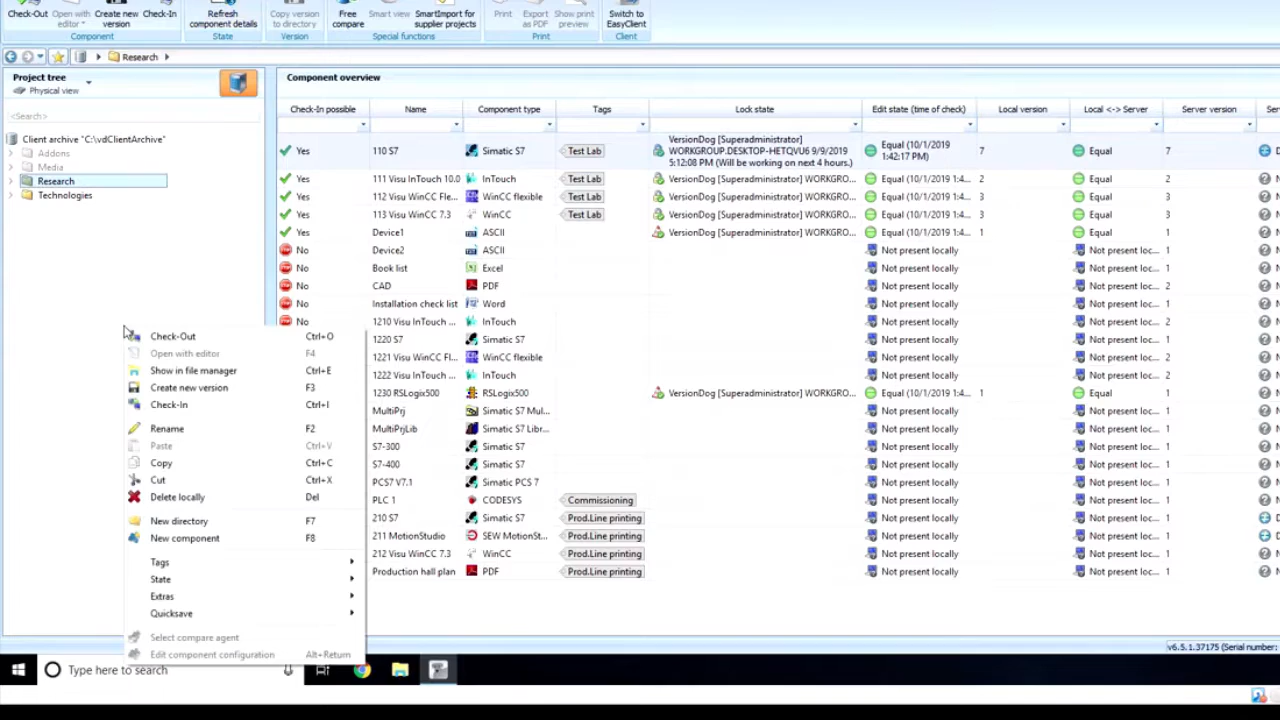 Check-Out Open with editor Create new version Check-In Refresh component details Copy version to directory Free compare Smart view SmartImport for supplier projects Print Export as PDF Show print preview Switch to EasyClient
Component State Version Special functions Print Client
Research
Project tree
Physical view
<Search>
Client archive "C:\vdClientArchive"
Addons
Media
Research
Technologies
Component overview
Check-In possible Name Component type Tags Lock state Edit state (time of check) Local version Local <-> Server Server version
Yes 110 S7 Simatic S7 Test Lab VersionDog [Superadministrator] WORKGROUP.DESKTOP-HETQVU6 9/9/2019 5:12:08 PM (Will be working on next 4 hours.) Equal (10/1/2019 1:42:17 PM) 7 Equal 7
Yes 111 Visu InTouch 10.0 InTouch Test Lab VersionDog [Superadministrator] WORKGRO... Equal (10/1/2019 1:4... 2 Equal 2
Yes 112 Visu WinCC Fle... WinCC flexible Test Lab VersionDog [Superadministrator] WORKGRO... Equal (10/1/2019 1:4... 3 Equal 3
Yes 113 Visu WinCC 7.3 WinCC Test Lab VersionDog [Superadministrator] WORKGRO... Equal (10/1/2019 1:4... 3 Equal 3
Yes Device1 ASCII VersionDog [Superadministrator] WORKGRO... Equal (10/1/2019 1:4... 1 Equal 1
No Device2 ASCII Not present locally Not present loc... 1
No Book list Excel Not present locally Not present loc... 1
No CAD PDF Not present locally Not present loc... 2
No Installation check list Word Not present locally Not present loc... 1
No 1210 Visu InTouch ... InTouch Not present locally Not present loc... 2
1220 S7 Simatic S7 Not present locally Not present loc... 1
1221 Visu WinCC Fl... WinCC flexible Not present locally Not present loc... 2
1222 Visu InTouch ... InTouch Not present locally Not present loc... 1
1230 RSLogix500 RSLogix500 VersionDog [Superadministrator] WORKGRO... Equal (10/1/2019 1:4... 1 Equal 1
MultiPrj Simatic S7 Mul... Not present locally Not present loc... 1
MultiPrjLib Simatic S7 Libr... Not present locally Not present loc... 1
S7-300 Simatic S7 Not present locally Not present loc... 1
S7-400 Simatic S7 Not present locally Not present loc... 1
PCS7 V7.1 Simatic PCS 7 Not present locally Not present loc... 1
PLC 1 CODESYS Commissioning Not present locally Not present loc... 1
210 S7 Simatic S7 Prod.Line printing Not present locally Not present loc... 1
211 MotionStudio SEW MotionSt... Prod.Line printing Not present locally Not present loc... 1
212 Visu WinCC 7.3 WinCC Prod.Line printing Not present locally Not present loc... 1
Production hall plan PDF Prod.Line printing Not present locally Not present loc... 1
Check-Out Ctrl+O
Open with editor F4
Show in file manager Ctrl+E
Create new version F3
Check-In Ctrl+I
Rename F2
Paste Ctrl+V
Copy Ctrl+C
Cut Ctrl+X
Delete locally Del
New directory F7
New component F8
Tags
State
Extras
Quicksave
Select compare agent
Edit component configuration Alt+Return
v6.5.1.37175 (Serial number:
Type here to search